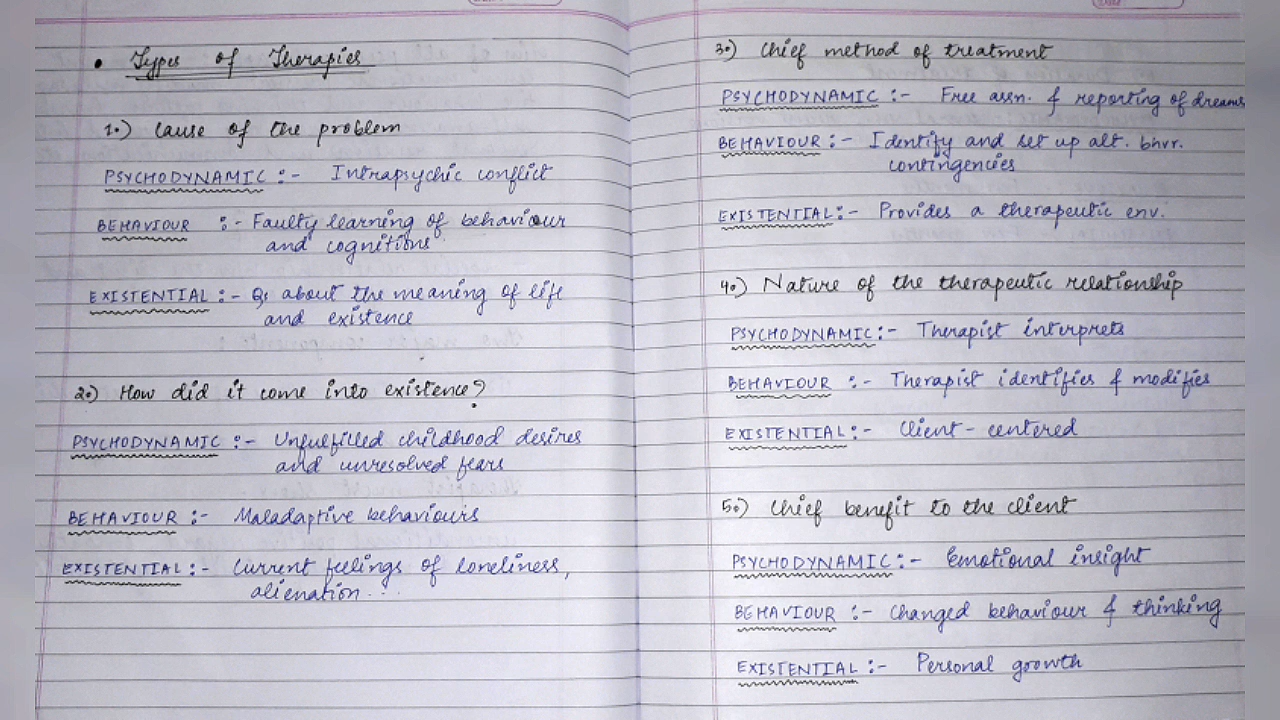 • Types of Therapies
1.) Cause of the problem
PSYCHODYNAMIC :- Intrapsychic conflict
BEHAVIOUR :- Faulty learning of behaviour
and cognitions
EXISTENTIAL :- Qs about the meaning of life
and existence
2.) How did it come into existence?
PSYCHODYNAMIC :- Unfulfilled childhood desires
and unresolved fears
BEHAVIOUR :- Maladaptive behaviours
EXISTENTIAL :- Current feelings of loneliness,
alienation...
3.) Chief method of treatment
PSYCHODYNAMIC :- Free assn. & reporting of dreams
BEHAVIOUR :- Identify and set up alt. bhvr.
contingencies
EXISTENTIAL :- Provides a therapeutic env.
4.) Nature of the therapeutic relationship
PSYCHODYNAMIC :- Therapist interprets
BEHAVIOUR :- Therapist identifies & modifies
EXISTENTIAL :- Client-centered
5.) Chief benefit to the client
PSYCHODYNAMIC :- Emotional insight
BEHAVIOUR :- Changed behaviour & thinking
EXISTENTIAL :- Personal growth